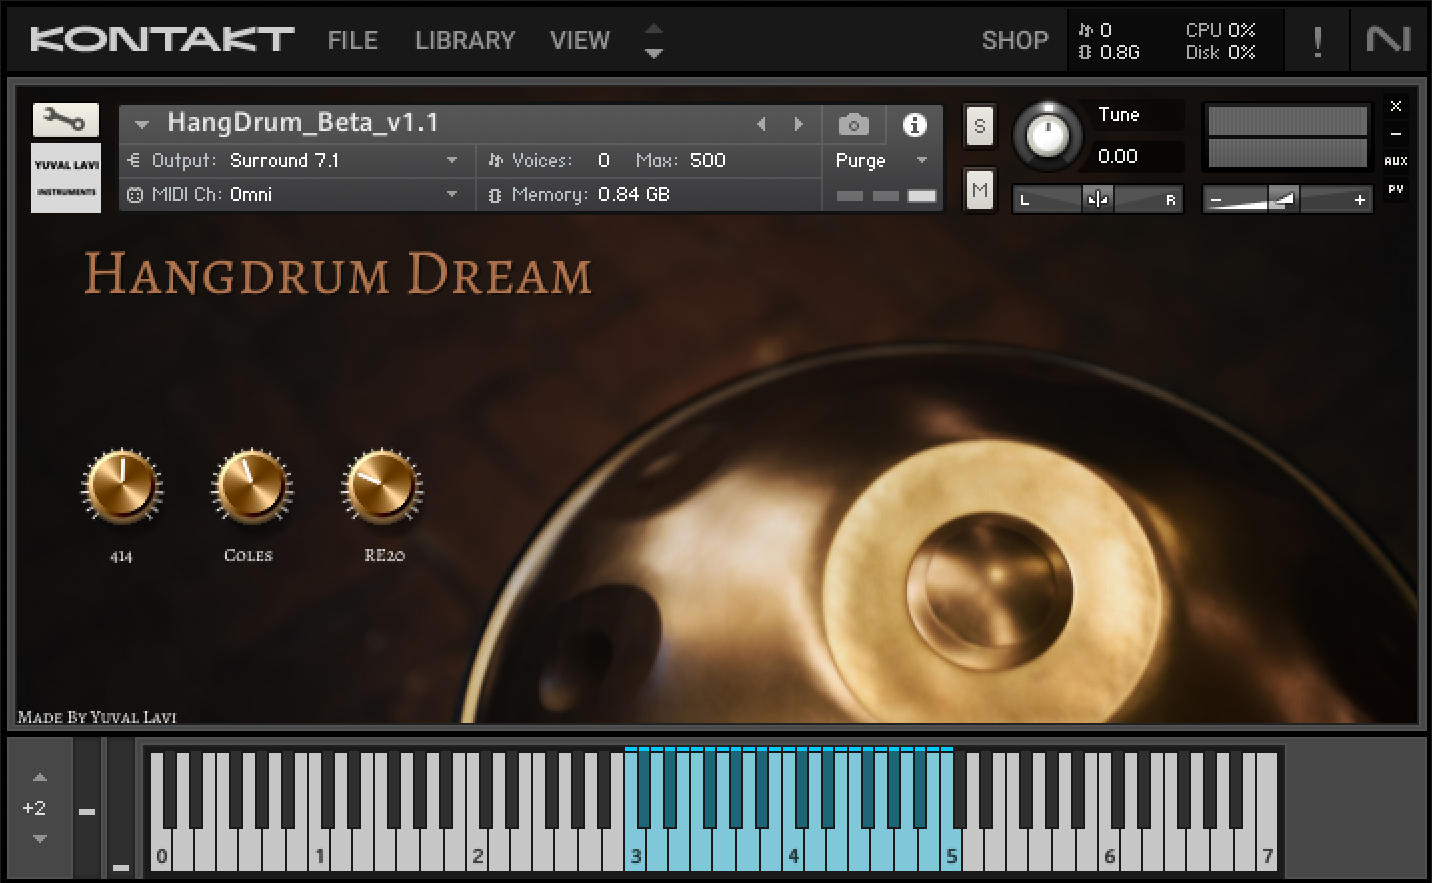 KONTAKT FILE LIBRARY VIEW SHOP 0 CPU 0% !
0.8G Disk 0%
HangDrum_Beta_v1.1 i S Tune X
YUVAL LAVI Output: Surround 7.1 Voices: 0 Max: 500 Purge 0.00 AUX
INSTRUMENTS MIDI Ch: Omni Memory: 0.84 GB M L R − + PV
HANGDRUM DREAM
414 COLES RE20
MADE BY YUVAL LAVI
+2
0 1 2 3 4 5 6 7